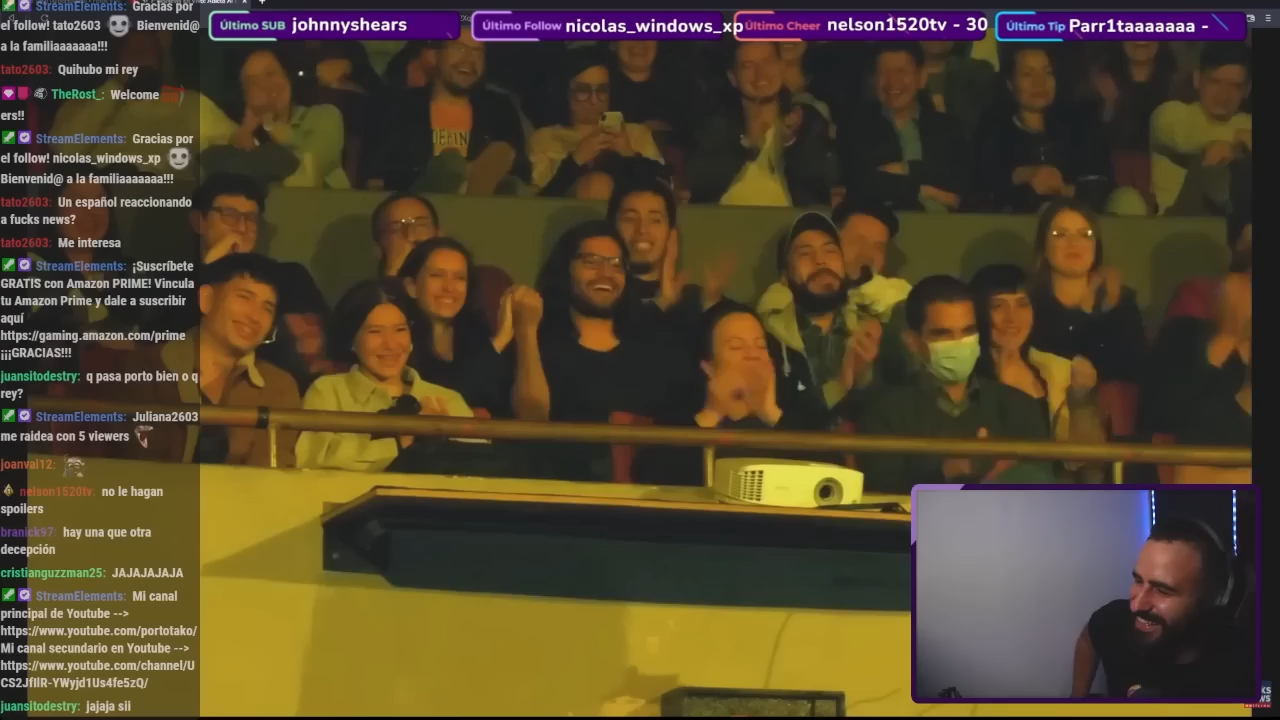 Gracias por
el follow! tato2603 Bienvenid@
a la familiaaaaaaa!!!
tato2603: Quihubo mi rey
TheRost_: Welcome
ers!!
StreamElements: Gracias por
el follow! nicolas_windows_xp
Bienvenid@ a la familiaaaaaaa!!!
tato2603: Un español reaccionando
a fucks news?
tato2603: Me interesa
StreamElements: ¡Suscríbete
GRATIS con Amazon PRIME! Vincula
tu Amazon Prime y dale a suscribir
aquí
https://gaming.amazon.com/prime
¡¡¡GRACIAS!!!
juansitodestry: q pasa porto bien o q
rey?
StreamElements: Juliana2603
me raidea con 5 viewers
joanval12:
nelson1520tv: no le hagan
spoilers
branick97: hay una que otra
decepción
cristianguzzman25: JAJAJAJAJA
StreamElements: Mi canal
principal de Youtube -->
https://www.youtube.com/portotako/
Mi canal secundario en Youtube -->
https://www.youtube.com/channel/U
CS2JfIlR-YWyjd1Us4fe5zQ/
juansitodestry: jajaja sii
Último SUB johnnyshears
Último Follow nicolas_windows_xp
Último Cheer nelson1520tv - 30
Último Tip Parr1taaaaaaa -